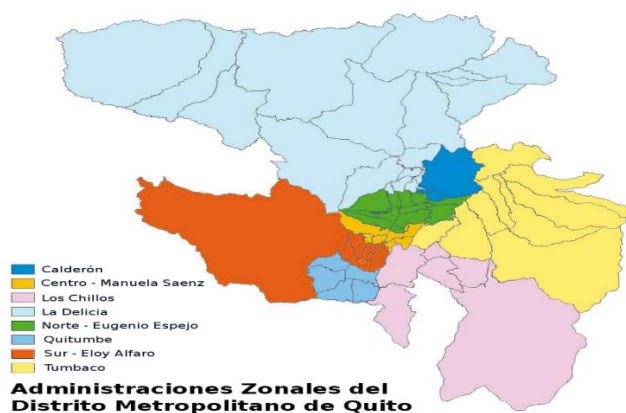 Calderón
Centro - Manuela Saenz
Los Chillos
La Delicia
Norte - Eugenio Espejo
Quitumbe
Sur - Eloy Alfaro
Tumbaco
Administraciones Zonales del
Distrito Metropolitano de Quito